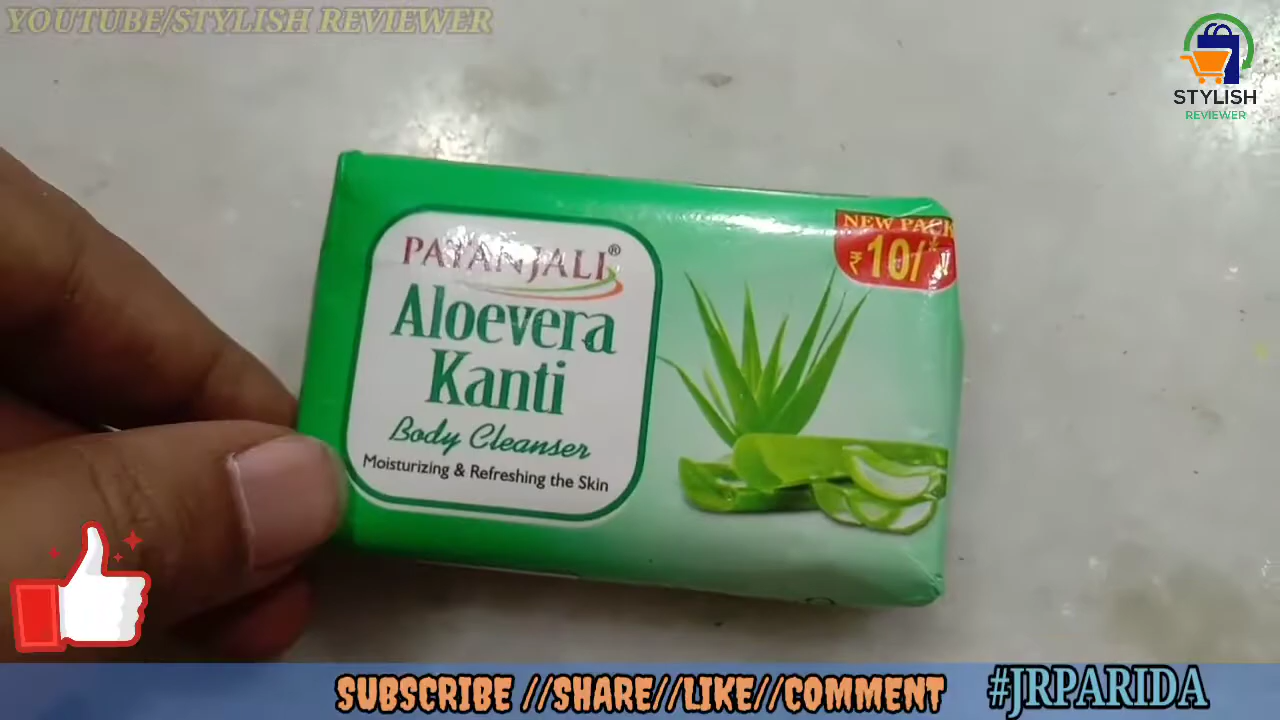 YOUTUBE/STYLISH REVIEWER
STYLISH
REVIEWER
NEW PACK
₹10/*
PATANJALI®
Aloevera
Kanti
Body Cleanser
Moisturizing & Refreshing the Skin
SUBSCRIBE //SHARE//LIKE//COMMENT
#JRPARIDA